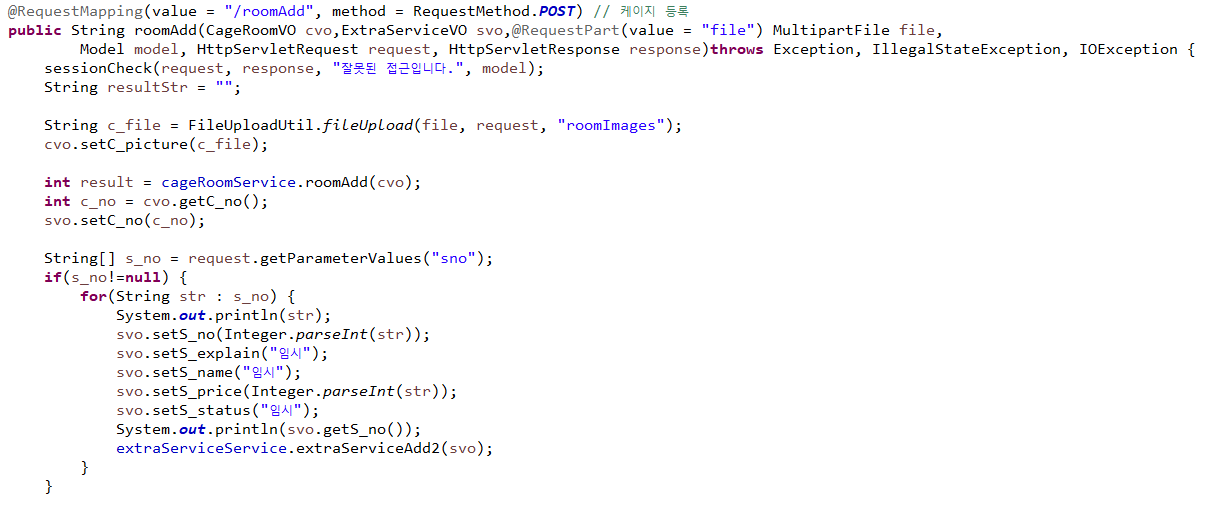 @RequestMapping(value = "/roomAdd", method = RequestMethod.POST) // 케이지 등록
public String roomAdd(CageRoomVO cvo,ExtraServiceVO svo,@RequestPart(value = "file") MultipartFile file,
        Model model, HttpServletRequest request, HttpServletResponse response)throws Exception, IllegalStateException, IOException {
    sessionCheck(request, response, "잘못된 접근입니다.", model);
    String resultStr = "";

    String c_file = FileUploadUtil.fileUpload(file, request, "roomImages");
    cvo.setC_picture(c_file);

    int result = cageRoomService.roomAdd(cvo);
    int c_no = cvo.getC_no();
    svo.setC_no(c_no);

    String[] s_no = request.getParameterValues("sno");
    if(s_no!=null) {
        for(String str : s_no) {
            System.out.println(str);
            svo.setS_no(Integer.parseInt(str));
            svo.setS_explain("임시");
            svo.setS_name("임시");
            svo.setS_price(Integer.parseInt(str));
            svo.setS_status("임시");
            System.out.println(svo.getS_no());
            extraServiceService.extraServiceAdd2(svo);
        }
    }